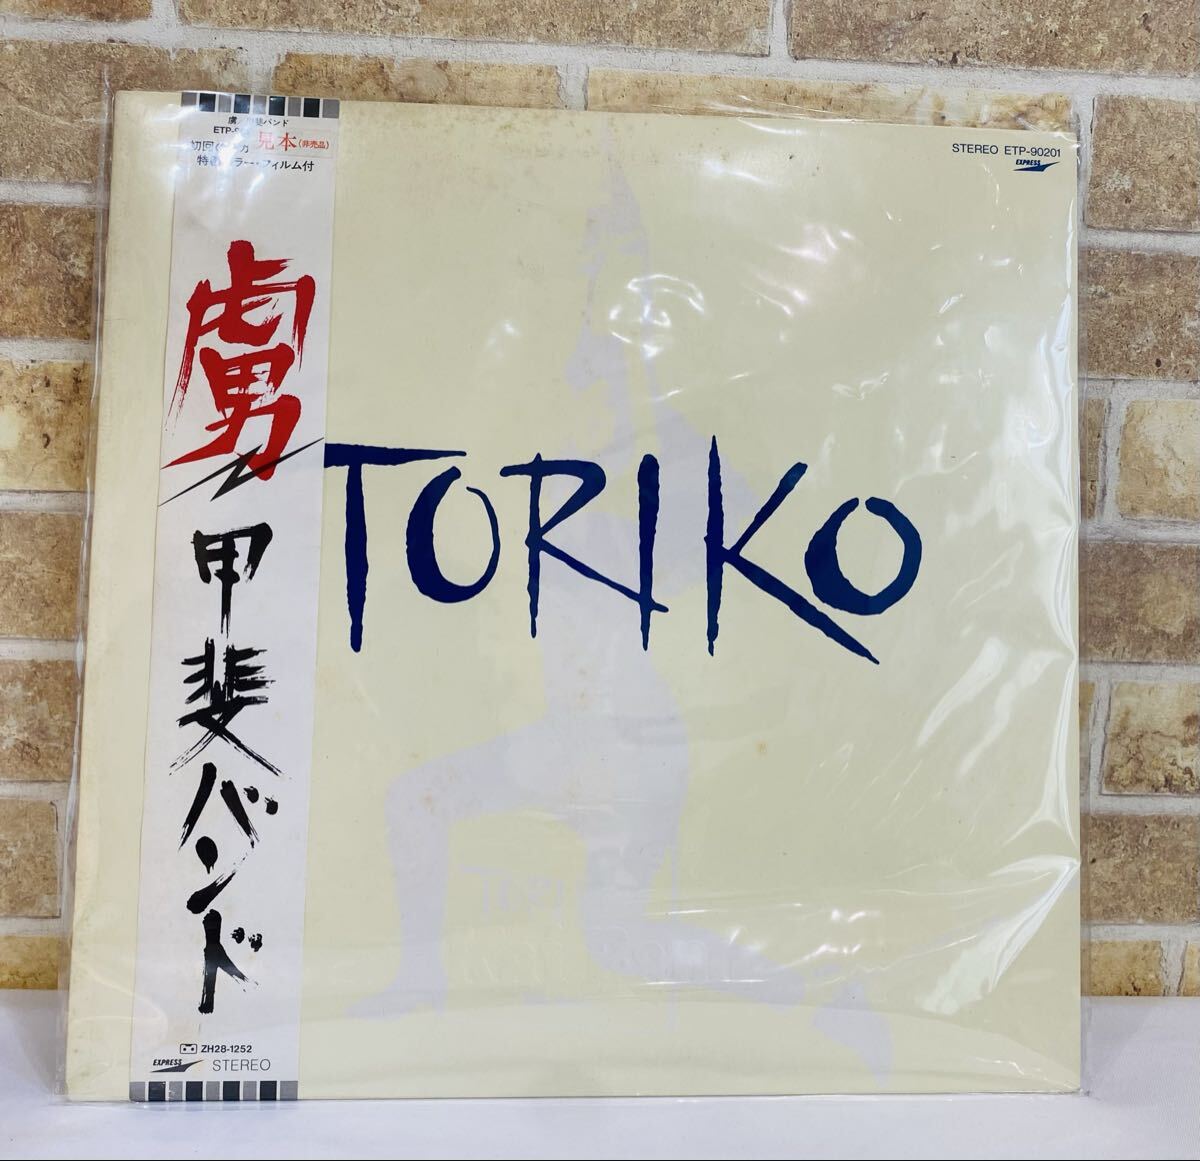 虜／甲斐バンド
ETP-9
見本(非売品)
初回
特 フィルム付
虜
甲斐バンド
ZH28-1252
EXPRESS STEREO
STEREO ETP-90201
EXPRESS
TORIKO